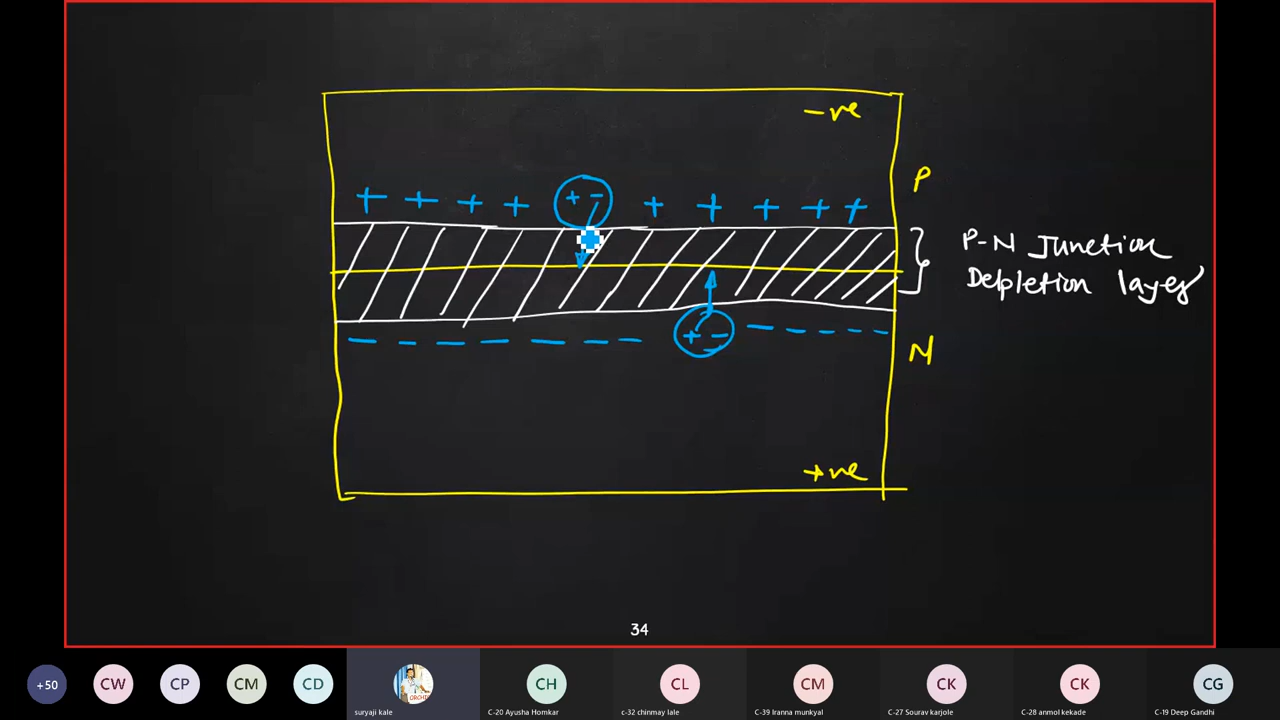 -ve
+ + + + + - + + + + +
P
P-N Junction
Depletion layer
+ -
N
+ve
34
+50
CW
CP
CM
CD
suryaji kale
CH
C-20 Ayusha Homkar
CL
c-32 chinmay lale
CM
C-39 Iranna munkyal
CK
C-27 Sourav karjole
CK
C-28 anmol kekade
CG
C-19 Deep Gandhi